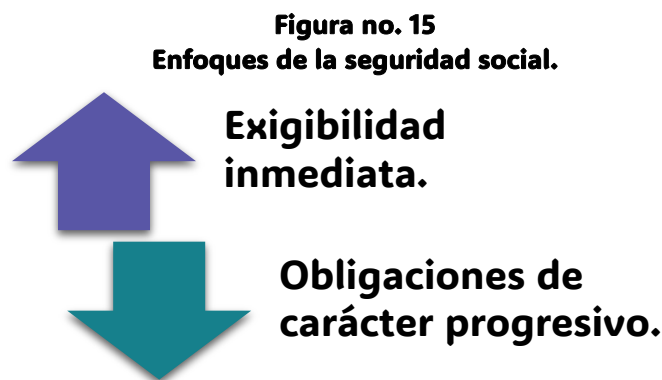 Figura no. 15
Enfoques de la seguridad social.
Exigibilidad
inmediata.
Obligaciones de
carácter progresivo.